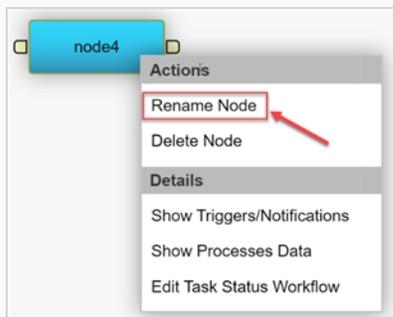 node4
Actions
Rename Node
Delete Node
Details
Show Triggers/Notifications
Show Processes Data
Edit Task Status Workflow